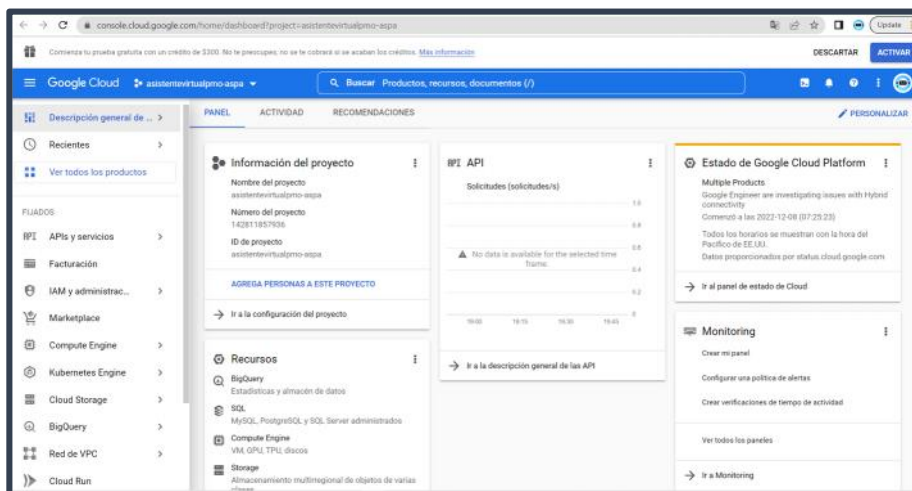 console.cloud.google.com/home/dashboard?project=asistentevirtualpmo-aspa
Update
Comienza tu prueba gratuita con un crédito de $300. No te preocupes; no se te cobrará si se acaban los créditos. Más información
DESCARTAR
ACTIVAR
Google Cloud
asistentevirtualpmo-aspa
Buscar Productos, recursos, documentos (/)
Descripción general de ...
Recientes
Ver todos los productos
FIJADOS
API APIs y servicios
Facturación
IAM y administrac...
Marketplace
Compute Engine
Kubernetes Engine
Cloud Storage
BigQuery
Red de VPC
Cloud Run
PANEL
ACTIVIDAD
RECOMENDACIONES
PERSONALIZAR
Información del proyecto
Nombre del proyecto
asistentevirtualpmo-aspa
Número del proyecto
142811857936
ID de proyecto
asistentevirtualpmo-aspa
AGREGA PERSONAS A ESTE PROYECTO
Ir a la configuración del proyecto
Recursos
BigQuery
Estadísticas y almacén de datos
SQL
MySQL, PostgreSQL y SQL Server administrados
Compute Engine
VM, GPU, TPU, discos
Storage
Almacenamiento multirregional de objetos de varias
clases
API API
Solicitudes (solicitudes/s)
1.0
0.8
0.6
0.4
0.2
0
No data is available for the selected time
frame.
19:00
19:15
19:30
19:45
Ir a la descripción general de las API
Estado de Google Cloud Platform
Multiple Products
Google Engineer are investigating issues with Hybrid
connectivity
Comenzó a las 2022-12-08 (07:25:23)
Todos los horarios se muestran con la hora del
Pacífico de EE.UU.
Datos proporcionados por status.cloud.google.com
Ir al panel de estado de Cloud
Monitoring
Crear mi panel
Configurar una política de alertas
Crear verificaciones de tiempo de actividad
Ver todos los paneles
Ir a Monitoring